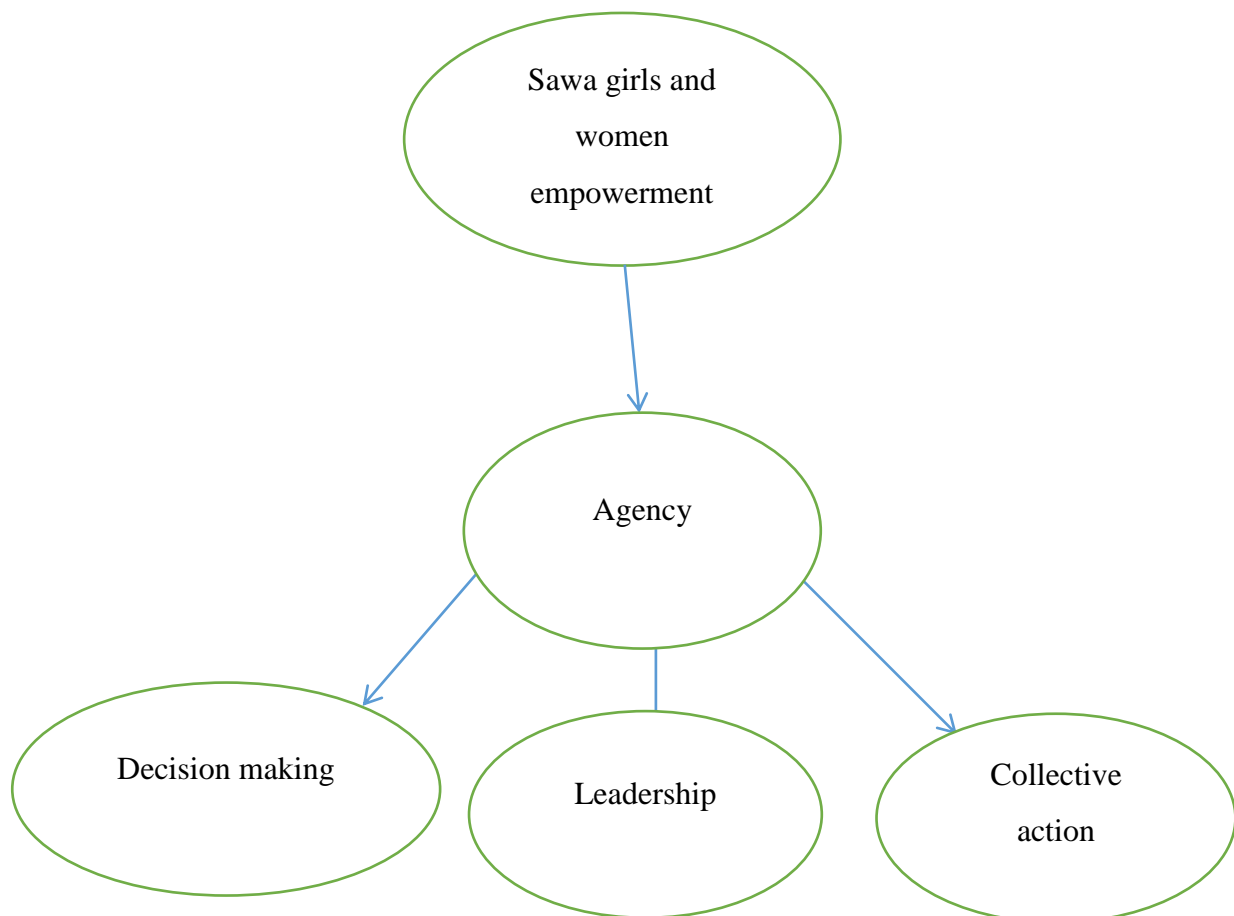 Sawa girls and
women
empowerment
Agency
Decision making
Leadership
Collective
action